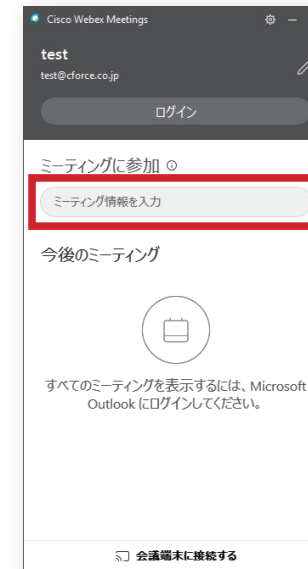 Cisco Webex Meetings
test
test@cforce.co.jp
ログイン
ミーティングに参加
ミーティング情報を入力
今後のミーティング
すべてのミーティングを表示するには、Microsoft
Outlook にログインしてください。
会議端末に接続する